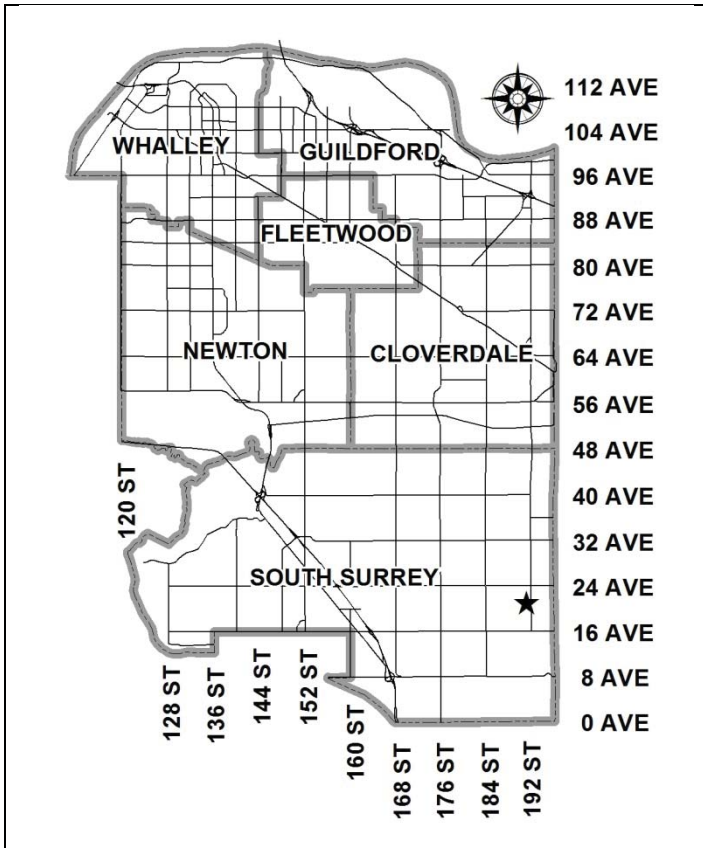 112 AVE
104 AVE
WHALLEY
GUILDFORD
96 AVE
88 AVE
FLEETWOOD
80 AVE
72 AVE
NEWTON
CLOVERDALE
64 AVE
56 AVE
48 AVE
120 ST
40 AVE
32 AVE
SOUTH SURREY
24 AVE
16 AVE
128 ST
136 ST
144 ST
152 ST
160 ST
8 AVE
0 AVE
168 ST
176 ST
184 ST
192 ST